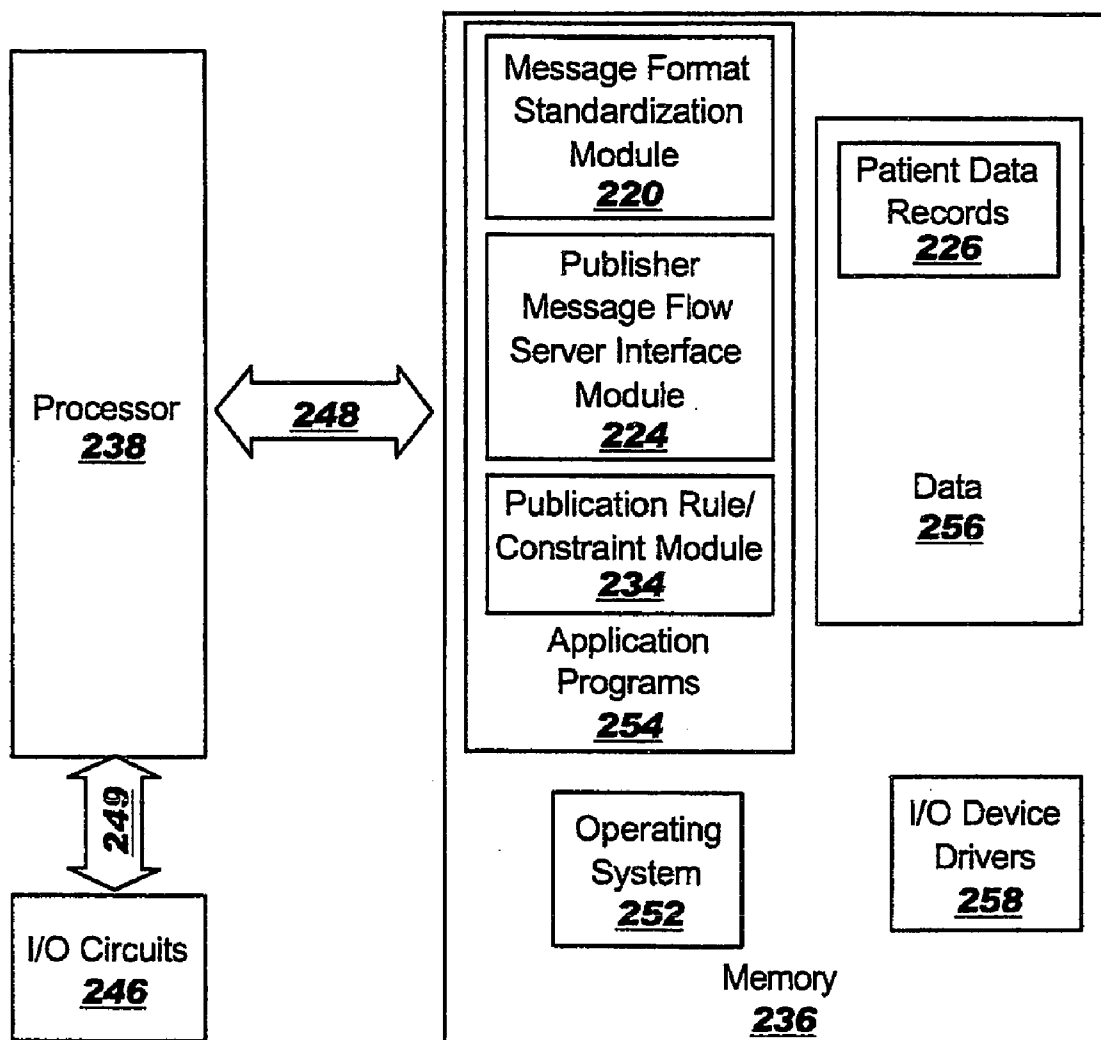 Processor
238
248
249
I/O Circuits
246
Message Format
Standardization
Module
220
Publisher
Message Flow
Server Interface
Module
224
Publication Rule/
Constraint Module
234
Application
Programs
254
Patient Data
Records
226
Data
256
Operating
System
252
I/O Device
Drivers
258
Memory
236